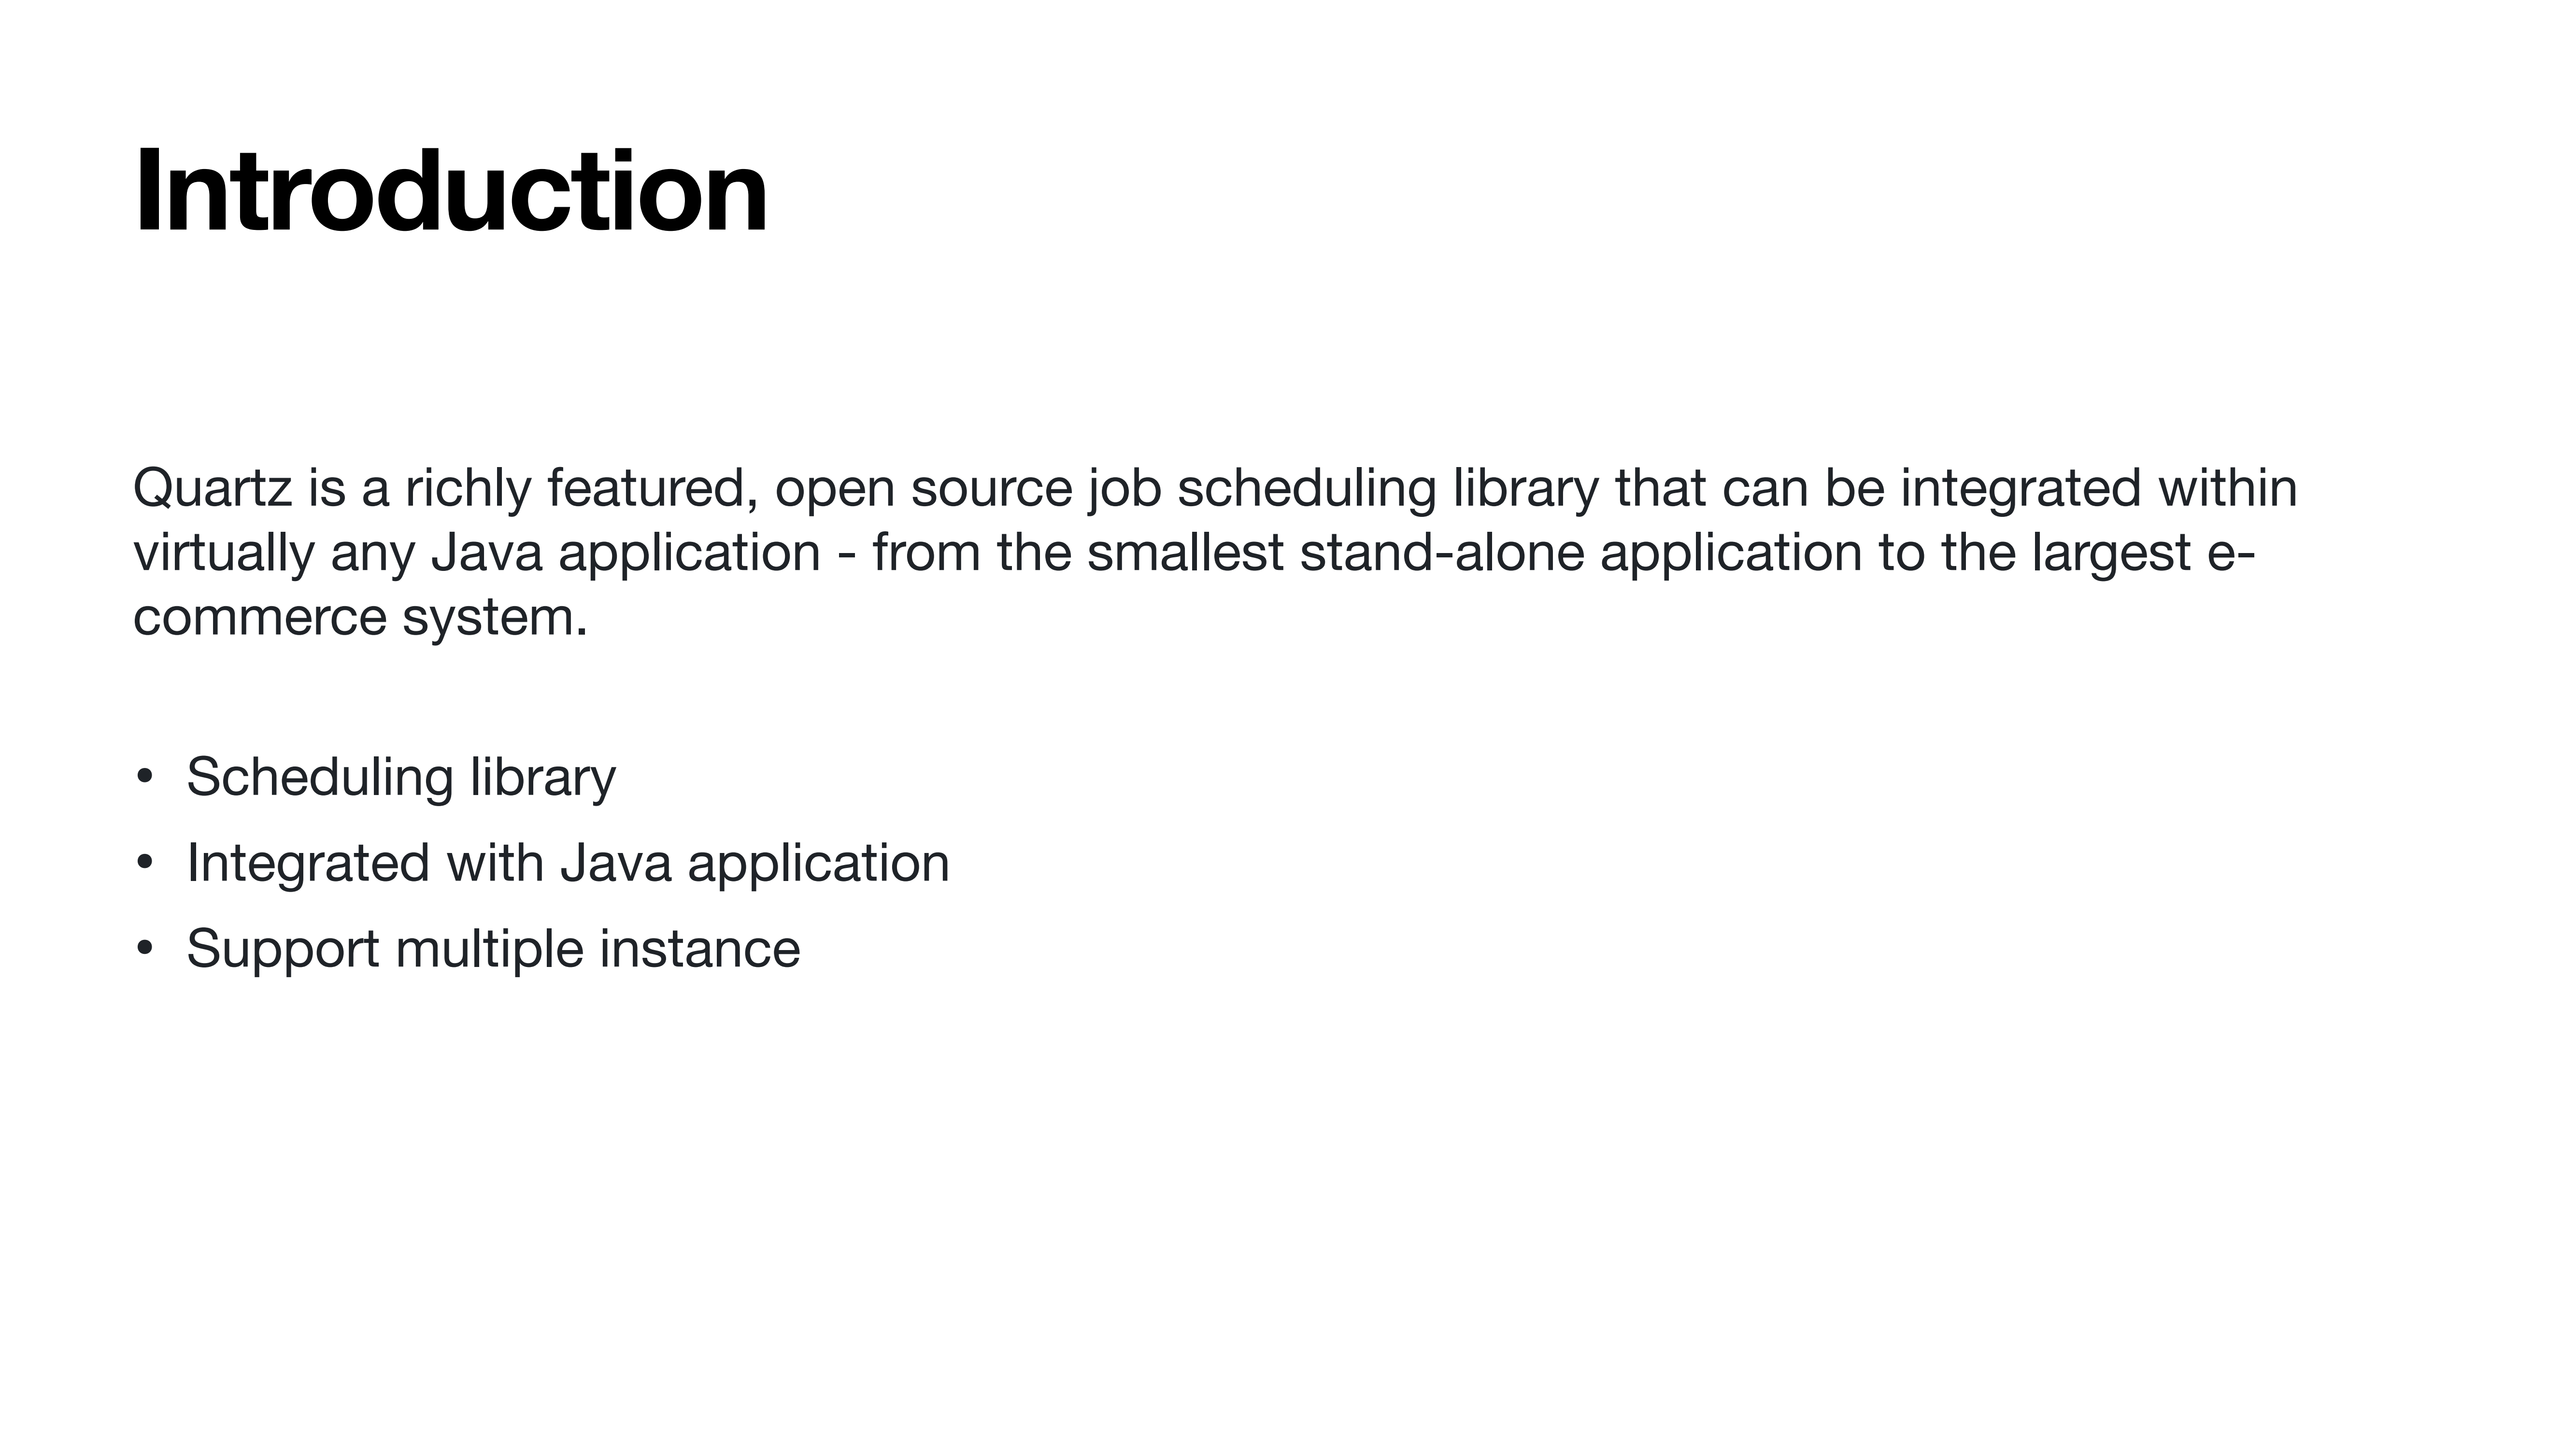 Introduction
Quartz is a richly featured, open source job scheduling library that can be integrated within
virtually any Java application - from the smallest stand-alone application to the largest e-
commerce system.
• Scheduling library
• Integrated with Java application
• Support multiple instance